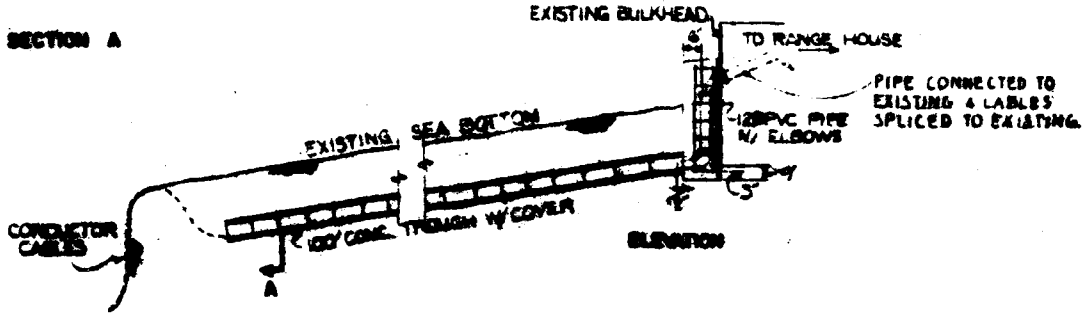 SECTION A
EXISTING BULKHEAD
6"
TO RANGE HOUSE
PIPE CONNECTED TO
EXISTING & CABLES
SPLICED TO EXISTING.
PVC PIPE
W/ ELBOWS
EXISTING SEA BOTTOM
100' CONC. TROUGH W/ COVER
CONDUCTOR
CABLES
A
ELEVATION